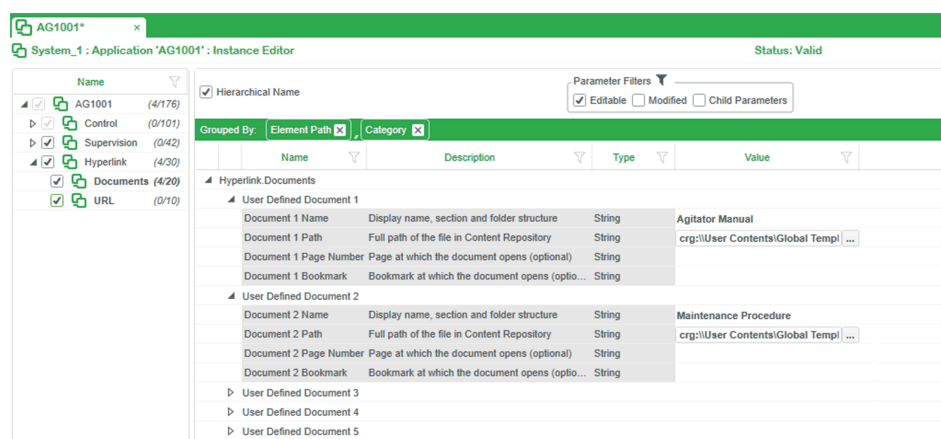 AG1001* ×
System_1 : Application 'AG1001' : Instance Editor Status: Valid
Name
AG1001 (4/176)
Control (0/101)
Supervision (0/42)
Hyperlink (4/30)
Documents (4/20)
URL (0/10)
Hierarchical Name
Parameter Filters
Editable Modified Child Parameters
Grouped By: Element Path , Category
Name Description Type Value
Hyperlink.Documents
User Defined Document 1
Document 1 Name Display name, section and folder structure String Agitator Manual
Document 1 Path Full path of the file in Content Repository String crg:\\User Contents\Global Templ ...
Document 1 Page Number Page at which the document opens (optional) String
Document 1 Bookmark Bookmark at which the document opens (optio... String
User Defined Document 2
Document 2 Name Display name, section and folder structure String Maintenance Procedure
Document 2 Path Full path of the file in Content Repository String crg:\\User Contents\Global Templ ...
Document 2 Page Number Page at which the document opens (optional) String
Document 2 Bookmark Bookmark at which the document opens (optio... String
User Defined Document 3
User Defined Document 4
User Defined Document 5